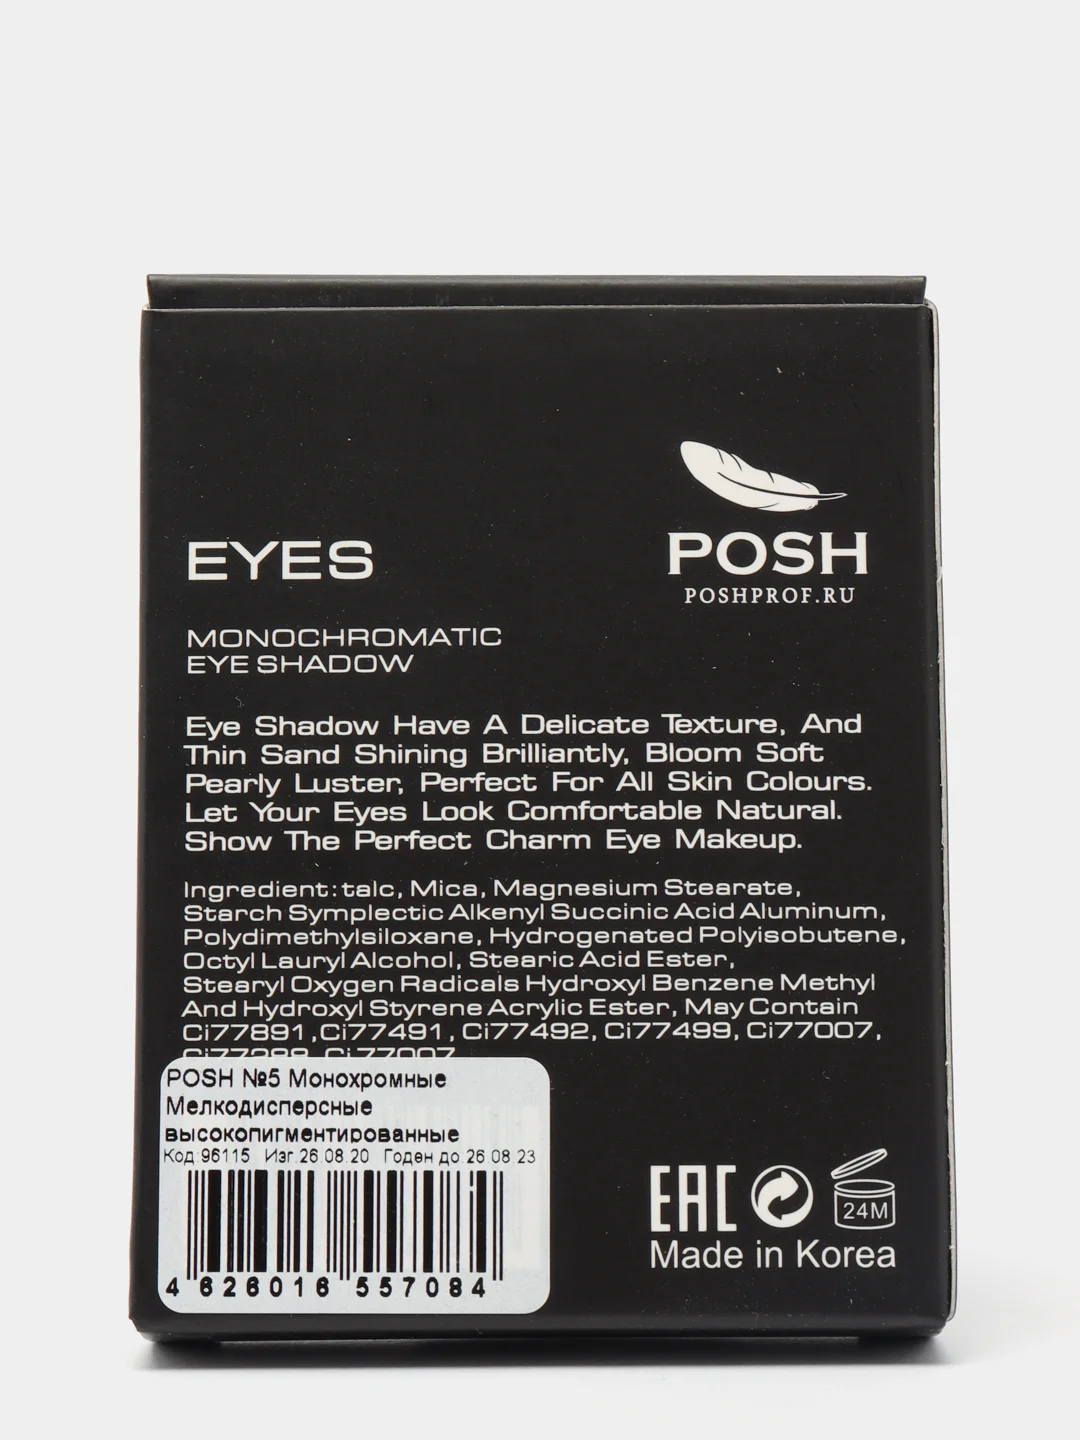 POSH
POSHPROF.RU
EYES
MONOCHROMATIC
EYE SHADOW
Eye Shadow Have A Delicate Texture, And
Thin Sand Shining Brilliantly, Bloom Soft
Pearly Luster, Perfect For All Skin Colours.
Let Your Eyes Look Comfortable Natural.
Show The Perfect Charm Eye Makeup.
Ingredient:talc, Mica, Magnesium Stearate,
Starch Symplectic Alkenyl Succinic Acid Aluminum,
Polydimethylsiloxane, Hydrogenated Polyisobutene,
Octyl Lauryl Alcohol, Stearic Acid Ester,
Stearyl Oxygen Radicals Hydroxyl Benzene Methyl
And Hydroxyl Styrene Acrylic Ester, May Contain
Ci77891,Ci77491, Ci77492, Ci77499, Ci77007,
POSH №5 Монохромные
Мелкодисперсные
высокопигментированные
Код:96115 Изг.26.08.20 Годен до 26.08.23
4 626016 557084
EAC
24M
Made in Korea